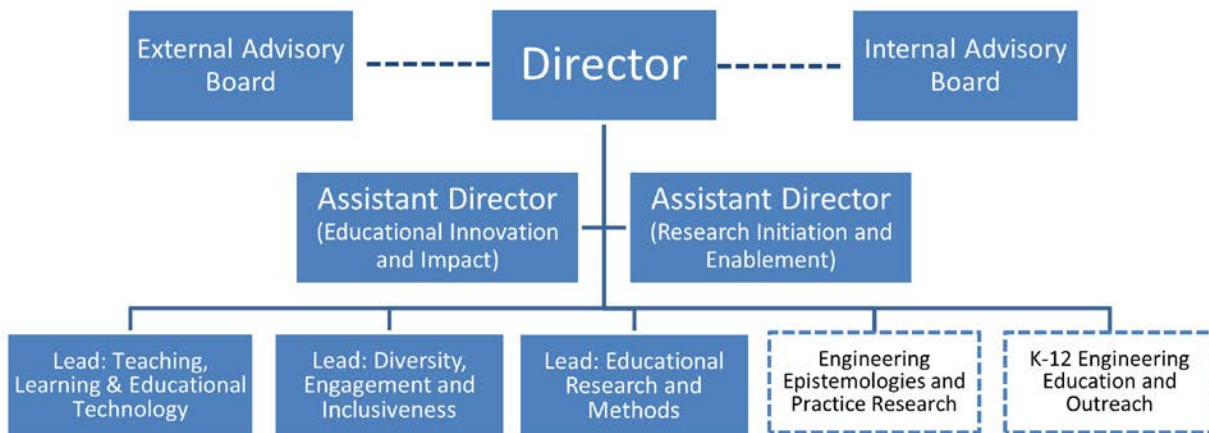 External Advisory
Board
Director
Internal Advisory
Board
Assistant Director
(Educational Innovation
and Impact)
Assistant Director
(Research Initiation and
Enablement)
Lead: Teaching,
Learning & Educational
Technology
Lead: Diversity,
Engagement and
Inclusiveness
Lead: Educational
Research and
Methods
Engineering
Epistemologies and
Practice Research
K-12 Engineering
Education and
Outreach